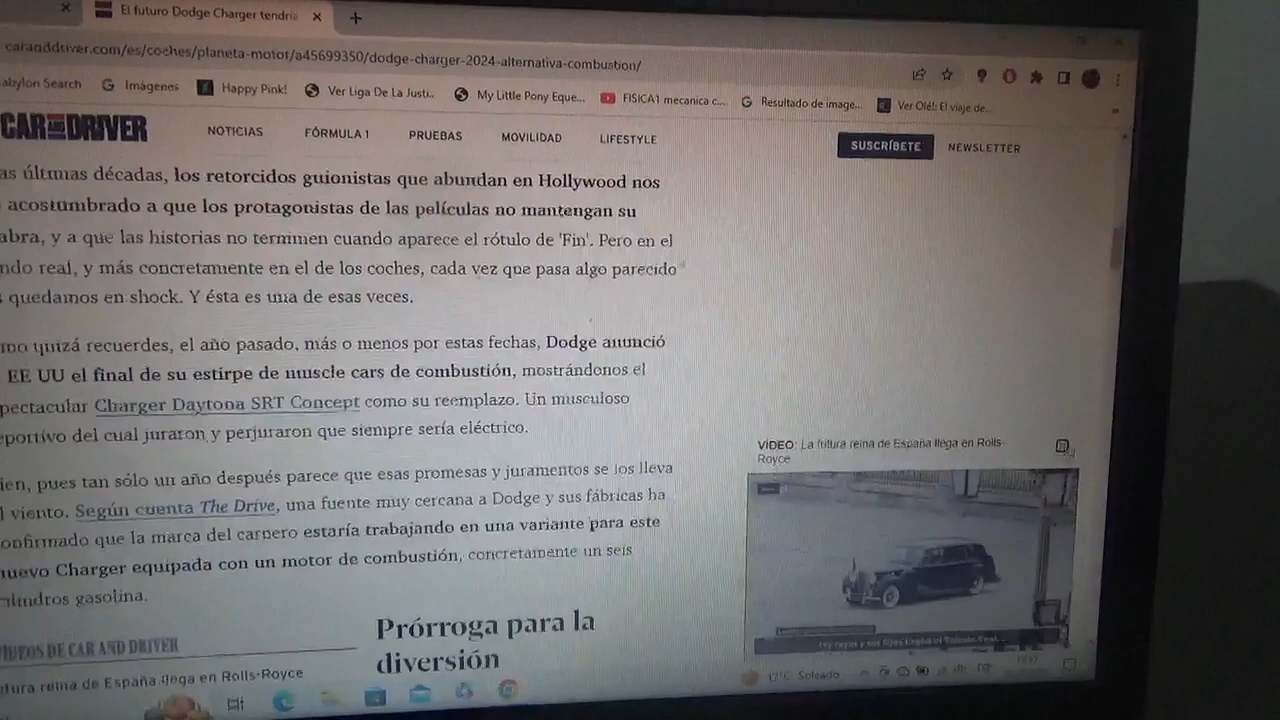 El futuro Dodge Charger tendría
caranddriver.com/es/coches/planeta-motor/a45699350/dodge-charger-2024-alternativa-combustion/
abylon Search Imágenes Happy Pink! Ver Liga De La Justi... My Little Pony Eque... FISICA1 mecanica c... Resultado de image... Ver Olé!: El viaje de...
CAR AND DRIVER NOTICIAS FÓRMULA 1 PRUEBAS MOVILIDAD LIFESTYLE SUSCRÍBETE NEWSLETTER
as últimas décadas, los retorcidos guionistas que abundan en Hollywood nos
acostumbrado a que los protagonistas de las películas no mantengan su
abra, y a que las historias no terminen cuando aparece el rótulo de 'Fin'. Pero en el
ndo real, y más concretamente en el de los coches, cada vez que pasa algo parecido
s quedamos en shock. Y ésta es una de esas veces.
mo quizá recuerdes, el año pasado, más o menos por estas fechas, Dodge anunció
EE UU el final de su estirpe de muscle cars de combustión, mostrándonos el
pectacular Charger Daytona SRT Concept como su reemplazo. Un musculoso
eportivo del cual juraron y perjuraron que siempre sería eléctrico.
ien, pues tan sólo un año después parece que esas promesas y juramentos se los lleva
l viento. Según cuenta The Drive, una fuente muy cercana a Dodge y sus fábricas ha
onfirmado que la marca del carnero estaría trabajando en una variante para este
nuevo Charger equipada con un motor de combustión, concretamente un seis
cilindros gasolina.
VÍDEO: La futura reina de España llega en Rolls-
Royce
VÍDEOS DE CAR AND DRIVER
utura reina de España llega en Rolls-Royce
Prórroga para la
diversión
17°C Soleado